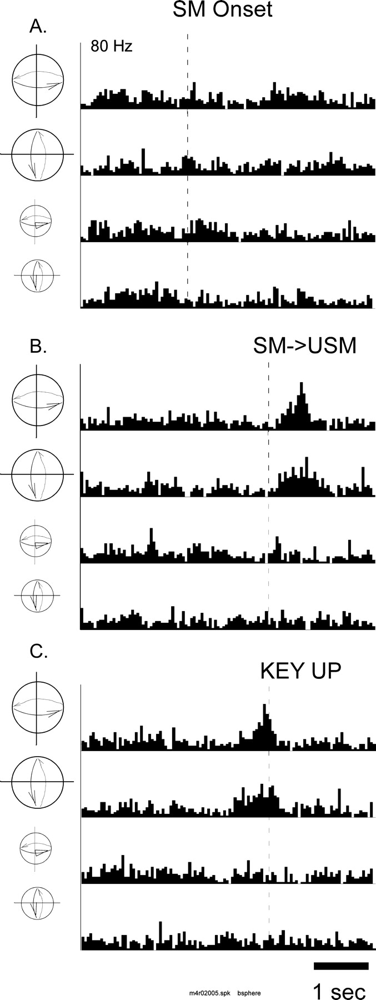 SM Onset
A.
80 Hz
B.
SM->USM
C.
KEY UP
1 sec
m4r02005.spk bsphere